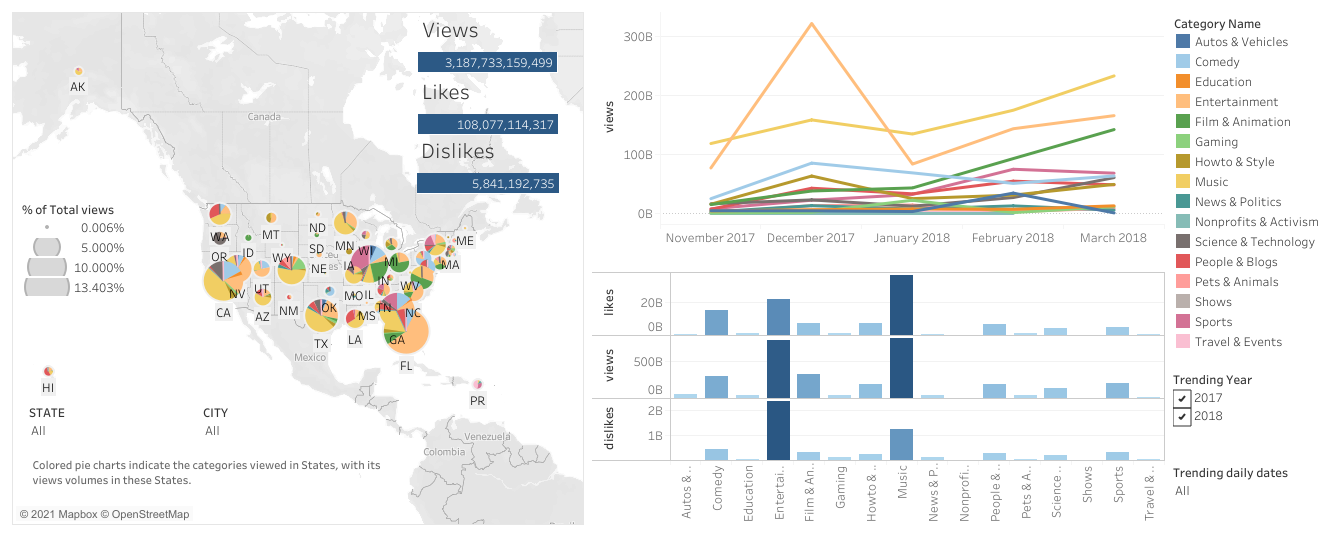 Views
3,187,733,159,499
Likes
108,077,114,317
Dislikes
5,841,192,735
AK
Canada
% of Total views
0.006%
5.000%
10.000%
13.403%
WA
MT
ND
ME
OR
ID
SD
MN
WI
WY
NE
IA
MI
MA
NV
UT
IN
WV
CA
AZ
NM
OK
MO
IL
TN
NC
TX
LA
MS
GA
FL
Mexico
HI
PR
STATE
All
CITY
All
Venezuela
Colombia
Colored pie charts indicate the categories viewed in States, with its
views volumes in these States.
© 2021 Mapbox © OpenStreetMap
views
300B
200B
100B
0B
November 2017
December 2017
January 2018
February 2018
March 2018
likes
20B
0B
views
500B
0B
dislikes
2B
1B
Autos & ..
Comedy
Education
Entertai..
Film & An..
Gaming
Howto & ..
Music
News & P..
Nonprofi..
People & ..
Pets & A..
Science ..
Shows
Sports
Travel & ..
Category Name
Autos & Vehicles
Comedy
Education
Entertainment
Film & Animation
Gaming
Howto & Style
Music
News & Politics
Nonprofits & Activism
Science & Technology
People & Blogs
Pets & Animals
Shows
Sports
Travel & Events
Trending Year
2017
2018
Trending daily dates
All